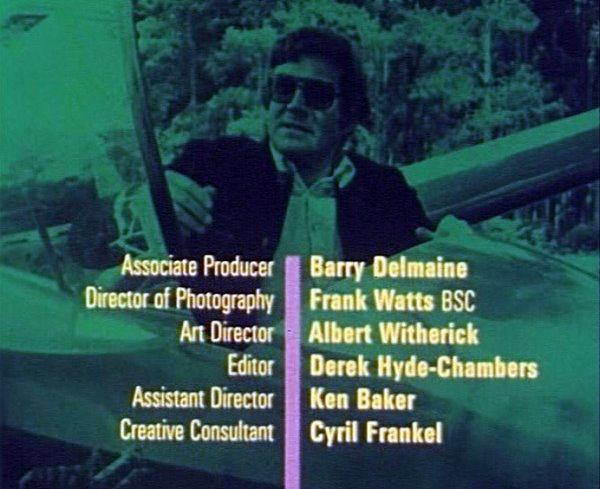 Associate Producer Barry Delmaine
Director of Photography Frank Watts BSC
Art Director Albert Witherick
Editor Derek Hyde-Chambers
Assistant Director Ken Baker
Creative Consultant Cyril Frankel